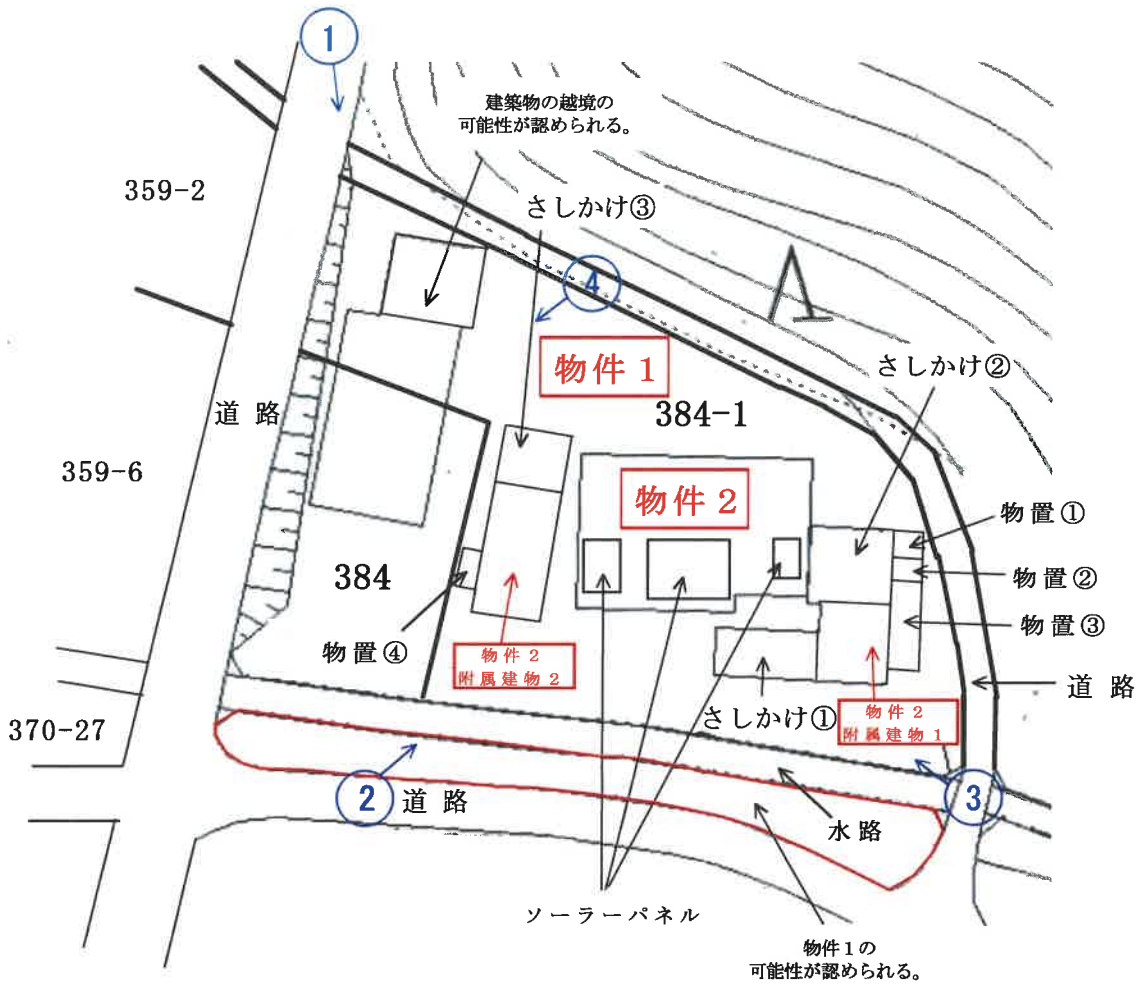 1
建築物の越境の
可能性が認められる。
359-2
さしかけ③
4
物件 1
さしかけ②
384-1
道 路
359-6
物件 2
物置①
384
物置②
物置③
物置④
物件 2
附属建物 2
道 路
さしかけ①
物件 2
附属建物 1
370-27
2
道 路
3
水路
ソーラーパネル
物件1の
可能性が認められる。